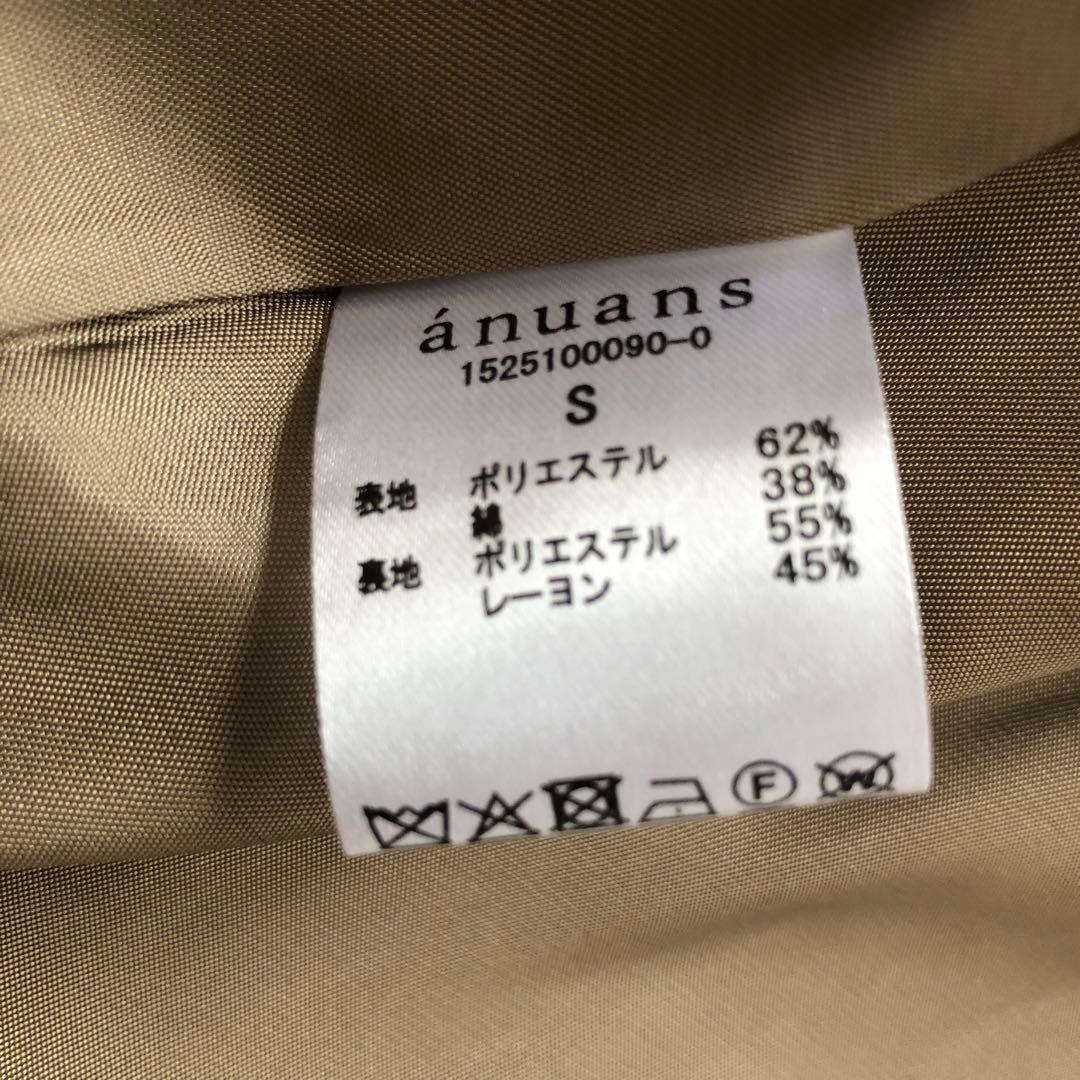 ánuans
1525100090-0
S
表地 ポリエステル 62%
綿 38%
裏地 ポリエステル 55%
レーヨン 45%
F
W